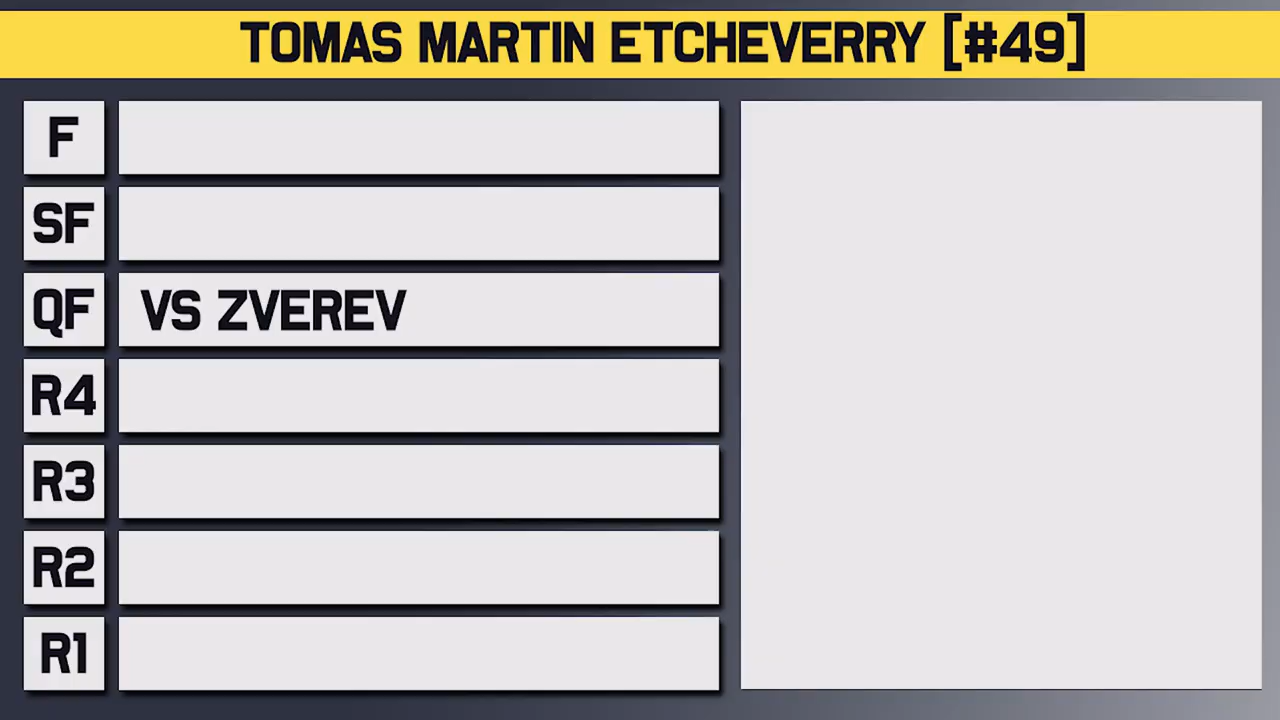 TOMAS MARTIN ETCHEVERRY [#49]
F
SF
QF VS ZVEREV
R4
R3
R2
R1